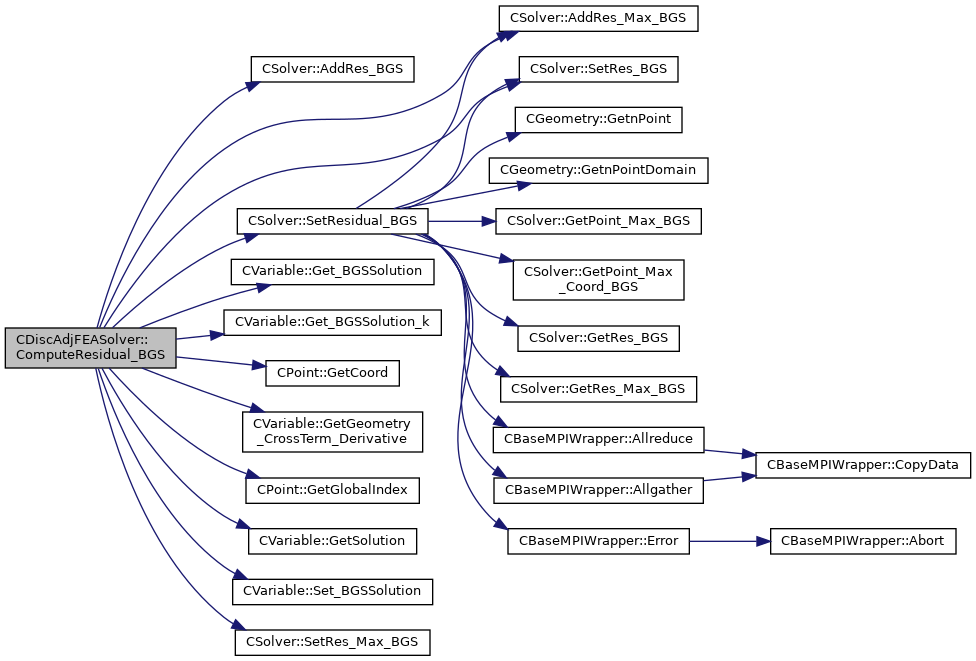 CDiscAdjFEASolver::
ComputeResidual_BGS
CSolver::AddRes_BGS
CSolver::SetResidual_BGS
CVariable::Get_BGSSolution
CVariable::Get_BGSSolution_k
CPoint::GetCoord
CVariable::GetGeometry
_CrossTerm_Derivative
CPoint::GetGlobalIndex
CVariable::GetSolution
CVariable::Set_BGSSolution
CSolver::SetRes_Max_BGS
CSolver::AddRes_Max_BGS
CSolver::SetRes_BGS
CGeometry::GetnPoint
CGeometry::GetnPointDomain
CSolver::GetPoint_Max_BGS
CSolver::GetPoint_Max
_Coord_BGS
CSolver::GetRes_BGS
CSolver::GetRes_Max_BGS
CBaseMPIWrapper::Allreduce
CBaseMPIWrapper::Allgather
CBaseMPIWrapper::Error
CBaseMPIWrapper::CopyData
CBaseMPIWrapper::Abort